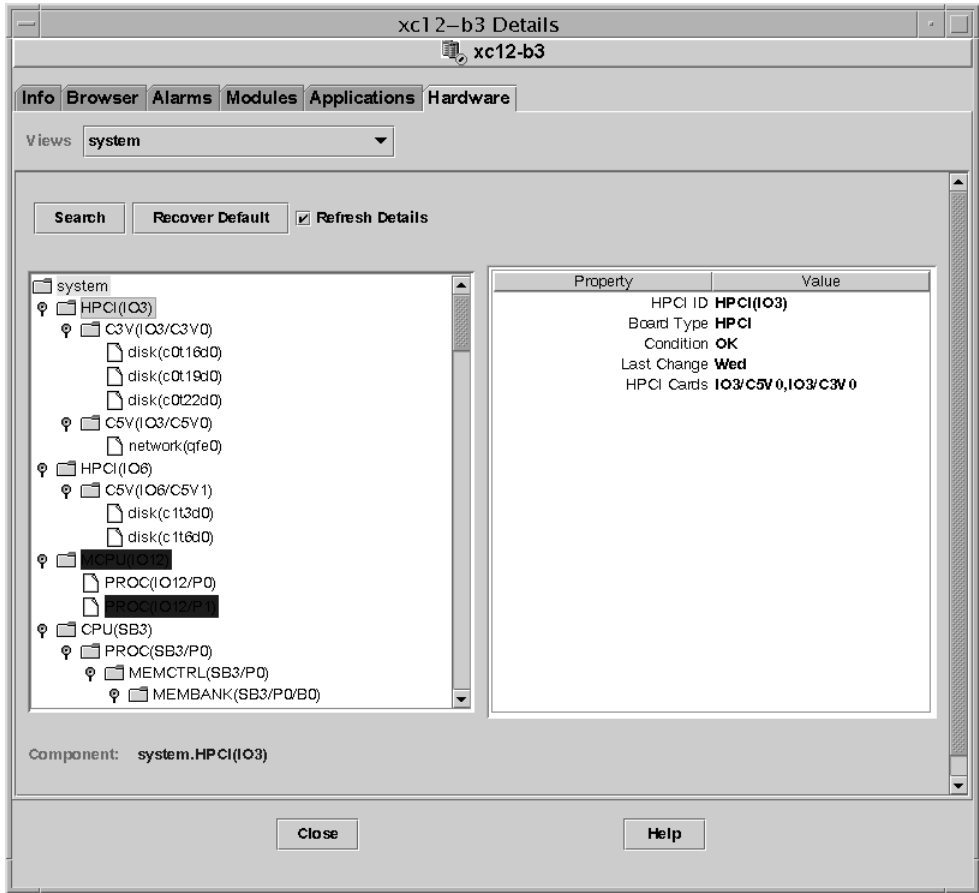 xc12-b3 Details
xc12-b3
Info Browser Alarms Modules Applications Hardware
Views system
Search Recover Default Refresh Details
system
HPCI(IO3)
C3V(IO3/C3V0)
disk(c0t16d0)
disk(c0t19d0)
disk(c0t22d0)
C5V(IO3/C5V0)
network(qfe0)
HPCI(IO6)
C5V(IO6/C5V1)
disk(c1t3d0)
disk(c1t6d0)
MCPU(IO12)
PROC(IO12/P0)
PROC(IO12/P1)
CPU(SB3)
PROC(SB3/P0)
MEMCTRL(SB3/P0)
MEMBANK(SB3/P0/B0)
Property Value
HPCI ID HPCI(IO3)
Board Type HPCI
Condition OK
Last Change Wed
HPCI Cards IO3/C5V0,IO3/C3V0
Component: system.HPCI(IO3)
Close Help